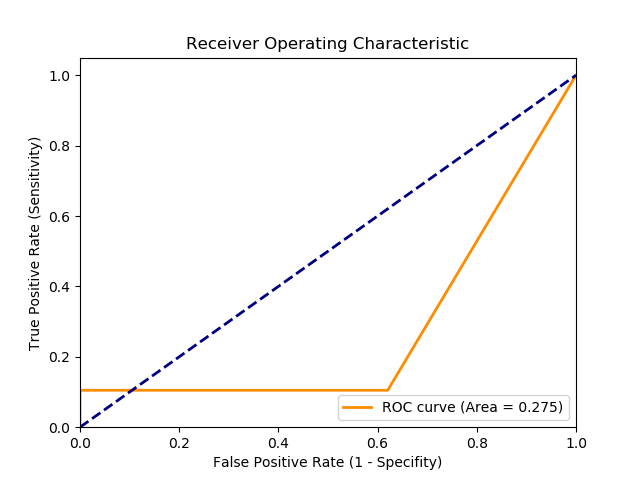 Receiver Operating Characteristic
True Positive Rate (Sensitivity)
1.0
0.8
0.6
0.4
0.2
0.0
ROC curve (Area = 0.275)
0.0 0.2 0.4 0.6 0.8 1.0
False Positive Rate (1 - Specifity)